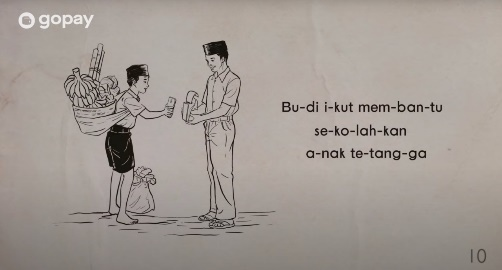 gopay
Bu-di i-kut mem-ban-tu
se-ko-lah-kan
a-nak te-tang-ga
10